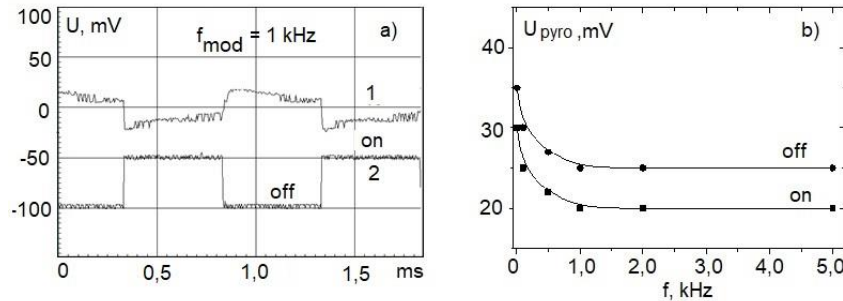 100
U, mV
f_mod = 1 kHz
a)
50
1
0
on
-50
2
off
-100
0
0,5
1,0
1,5
ms
U pyro ,mV
b)
40
30
off
20
on
0
1,0
2,0
3,0
4,0
5,0
f, kHz